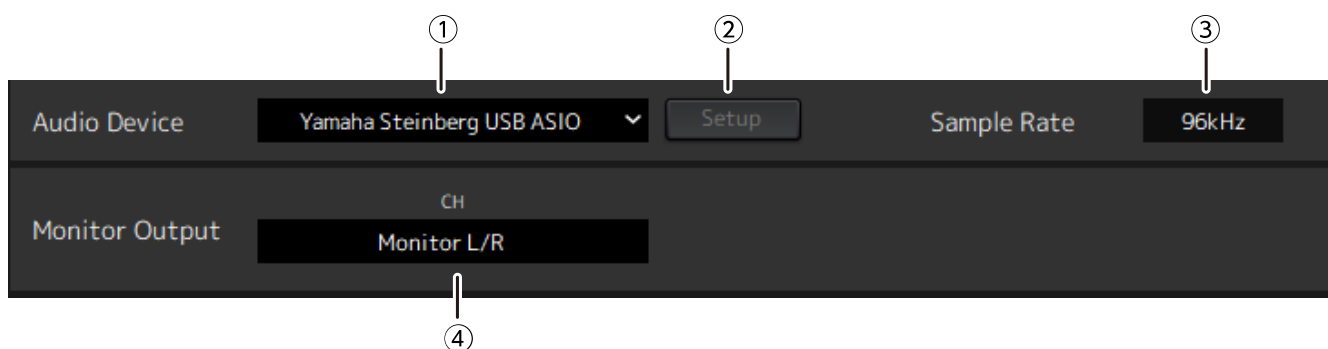 ① ② ③
Audio Device Yamaha Steinberg USB ASIO Setup Sample Rate 96kHz
CH
Monitor Output Monitor L/R
④